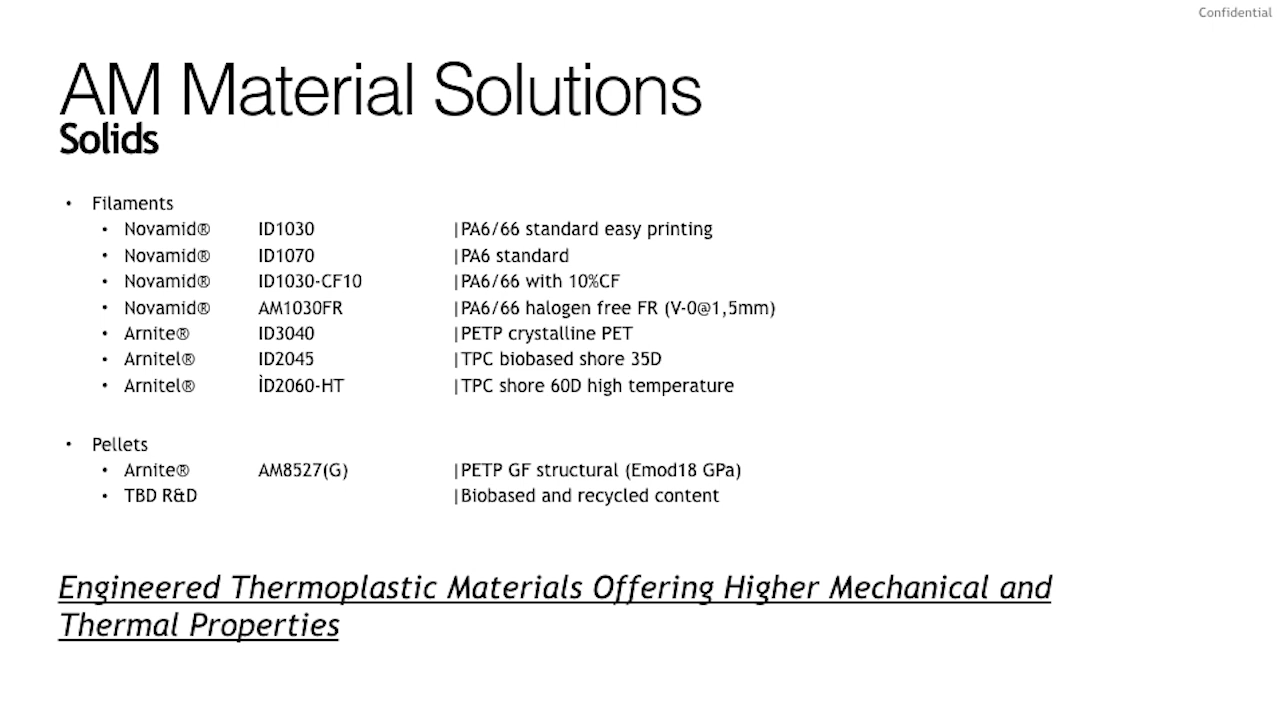 Confidential
AM Material Solutions
Solids
• Filaments
• Novamid® ID1030 |PA6/66 standard easy printing
• Novamid® ID1070 |PA6 standard
• Novamid® ID1030-CF10 |PA6/66 with 10%CF
• Novamid® AM1030FR |PA6/66 halogen free FR (V-0@1,5mm)
• Arnite® ID3040 |PETP crystalline PET
• Arnitel® ID2045 |TPC biobased shore 35D
• Arnitel® ÌD2060-HT |TPC shore 60D high temperature
• Pellets
• Arnite® AM8527(G) |PETP GF structural (Emod18 GPa)
• TBD R&D |Biobased and recycled content
Engineered Thermoplastic Materials Offering Higher Mechanical and
Thermal Properties